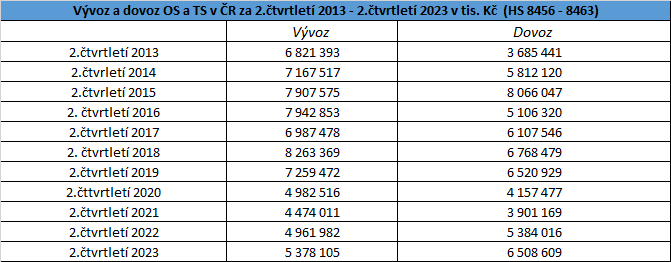 Vývoz a dovoz OS a TS v ČR za 2.čtvrtletí 2013 - 2.čtvrtletí 2023 v tis. Kč (HS 8456 - 8463)
Vývoz Dovoz
2.čtvrtletí 2013 6 821 393 3 685 441
2.čtvrletí 2014 7 167 517 5 812 120
2.čtvrletí 2015 7 907 575 8 066 047
2. čtvrtletí 2016 7 942 853 5 106 320
2.čtvrtletí 2017 6 987 478 6 107 546
2. čtvrtletí 2018 8 263 369 6 768 479
2.čtvrtletí 2019 7 259 472 6 520 929
2.čttvrtletí 2020 4 982 516 4 157 477
2.čtvrtletí 2021 4 474 011 3 901 169
2.čtvrtletí 2022 4 961 982 5 384 016
2.čtvrtletí 2023 5 378 105 6 508 609